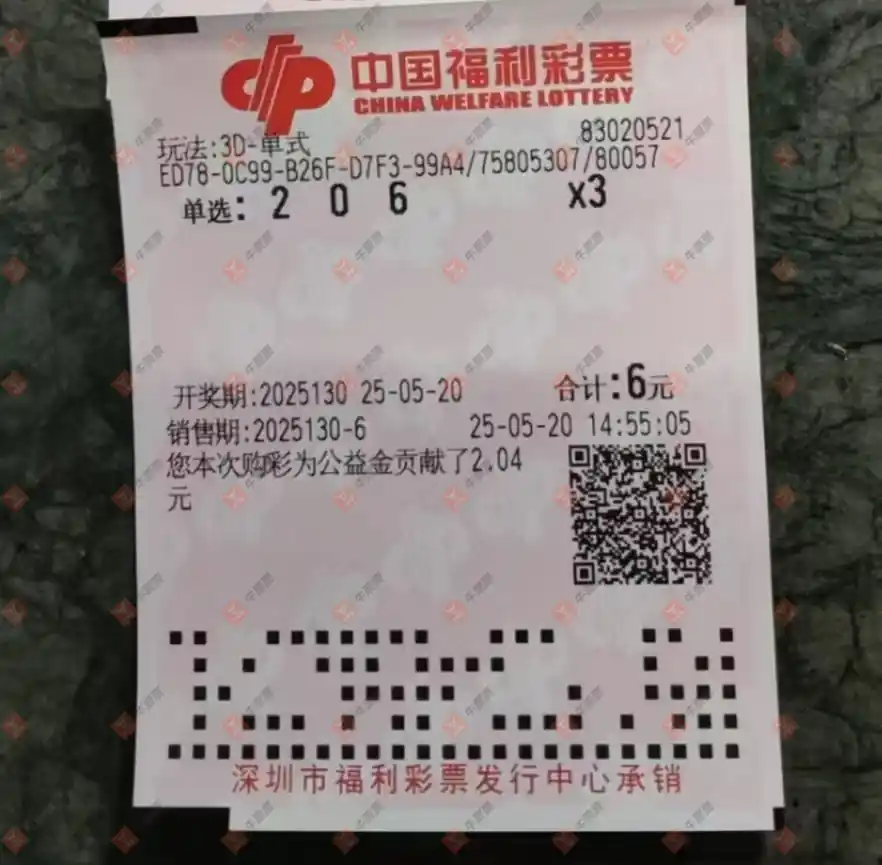 中国福利彩票
CHINA WELFARE LOTTERY
玩法:3D-单式 83020521
ED78-0C99-B26F-D7F3-99A4/75805307/80057
单选: 2 0 6 x3
开奖期:2025130 25-05-20 合计:6元
销售期:2025130-6 25-05-20 14:55:05
您本次购彩为公益金贡献了2.04
元
深圳市福利彩票发行中心承销